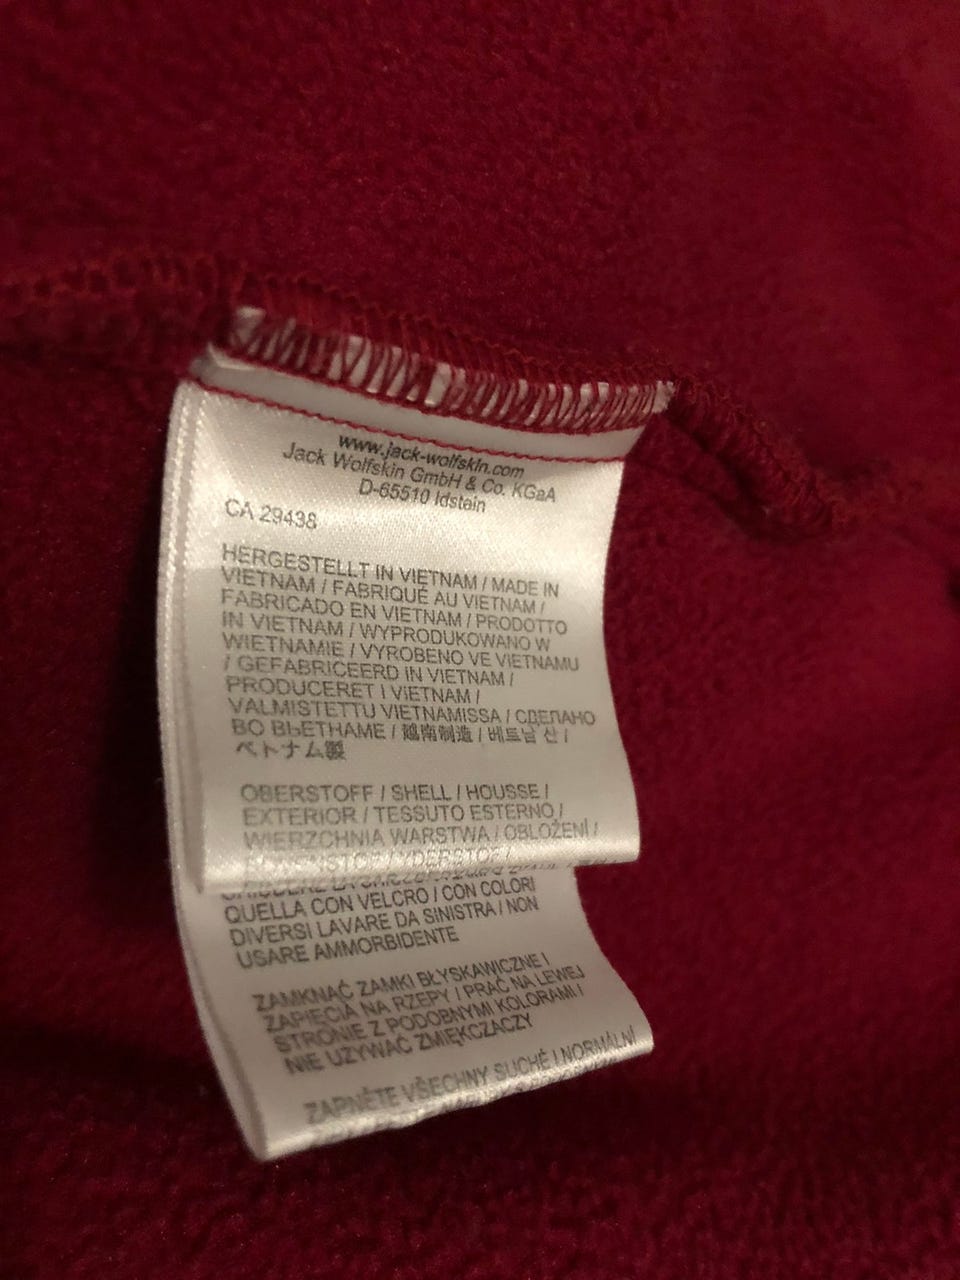 www.jack-wolfskin.com
Jack Wolfskin GmbH & Co. KGaA
D-65510 Idstein
CA 29438
HERGESTELLT IN VIETNAM / MADE IN
VIETNAM / FABRIQUÉ AU VIETNAM /
FABRICADO EN VIETNAM / PRODOTTO
IN VIETNAM / WYPRODUKOWANO W
WIETNAMIE / VYROBENO VE VIETNAMU
/ GEFABRICEERD IN VIETNAM /
PRODUCERET I VIETNAM /
VALMISTETTU VIETNAMISSA / СДЕЛАНО
ВО ВЬЕТНАМЕ / 越南制造 / 베트남 산 /
ベトナム製
OBERSTOFF / SHELL / HOUSSE /
EXTERIOR / TESSUTO ESTERNO /
WIERZCHNIA WARSTWA / OBLOŽENÍ /
QUELLA CON VELCRO / CON COLORI
DIVERSI LAVARE DA SINISTRA / NON
USARE AMMORBIDENTE
ZAMKNĄĆ ZAMKI BŁYSKAWICZNE I
ZAPIĘCIA NA RZEPY / PRAĆ NA LEWEJ
STRONIE Z PODOBNYMI KOLORAMI /
NIE UŻYWAĆ ZMIĘKCZACZY
ZAPNĚTE VŠECHNY SUCHÉ I NORMÁLNÍ